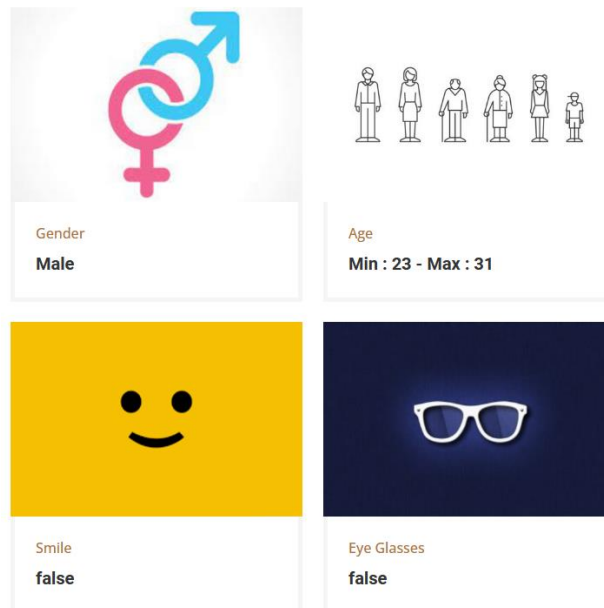 Gender
Male
Age
Min : 23 - Max : 31
Smile
false
Eye Glasses
false